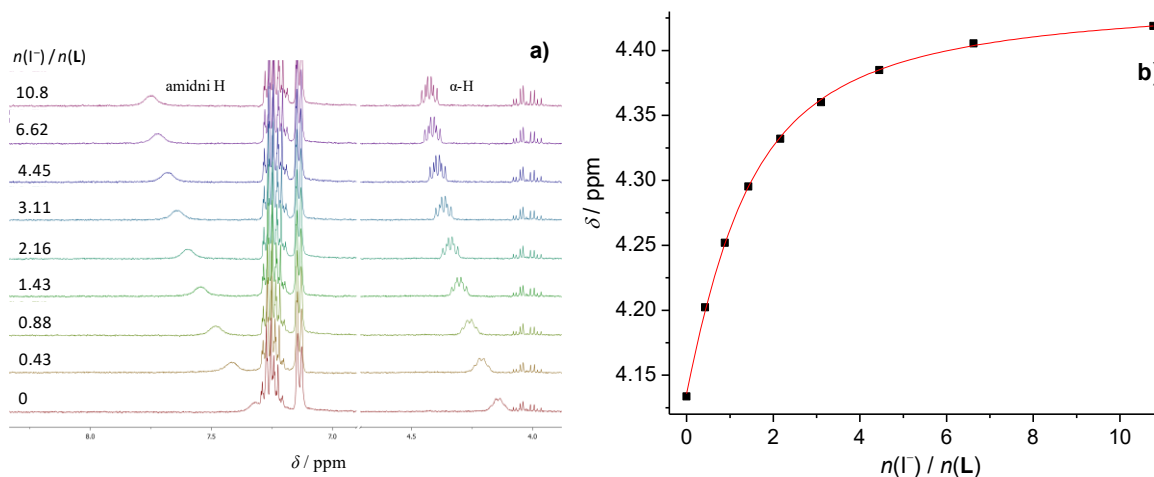 a)
n(I⁻) / n(L)
amidni H
α-H
10.8
6.62
4.45
3.11
2.16
1.43
0.88
0.43
0
8.0 7.5 7.0 4.5 4.0
δ / ppm
b)
δ / ppm
4.40
4.35
4.30
4.25
4.20
4.15
0 2 4 6 8 10
n(I⁻) / n(L)